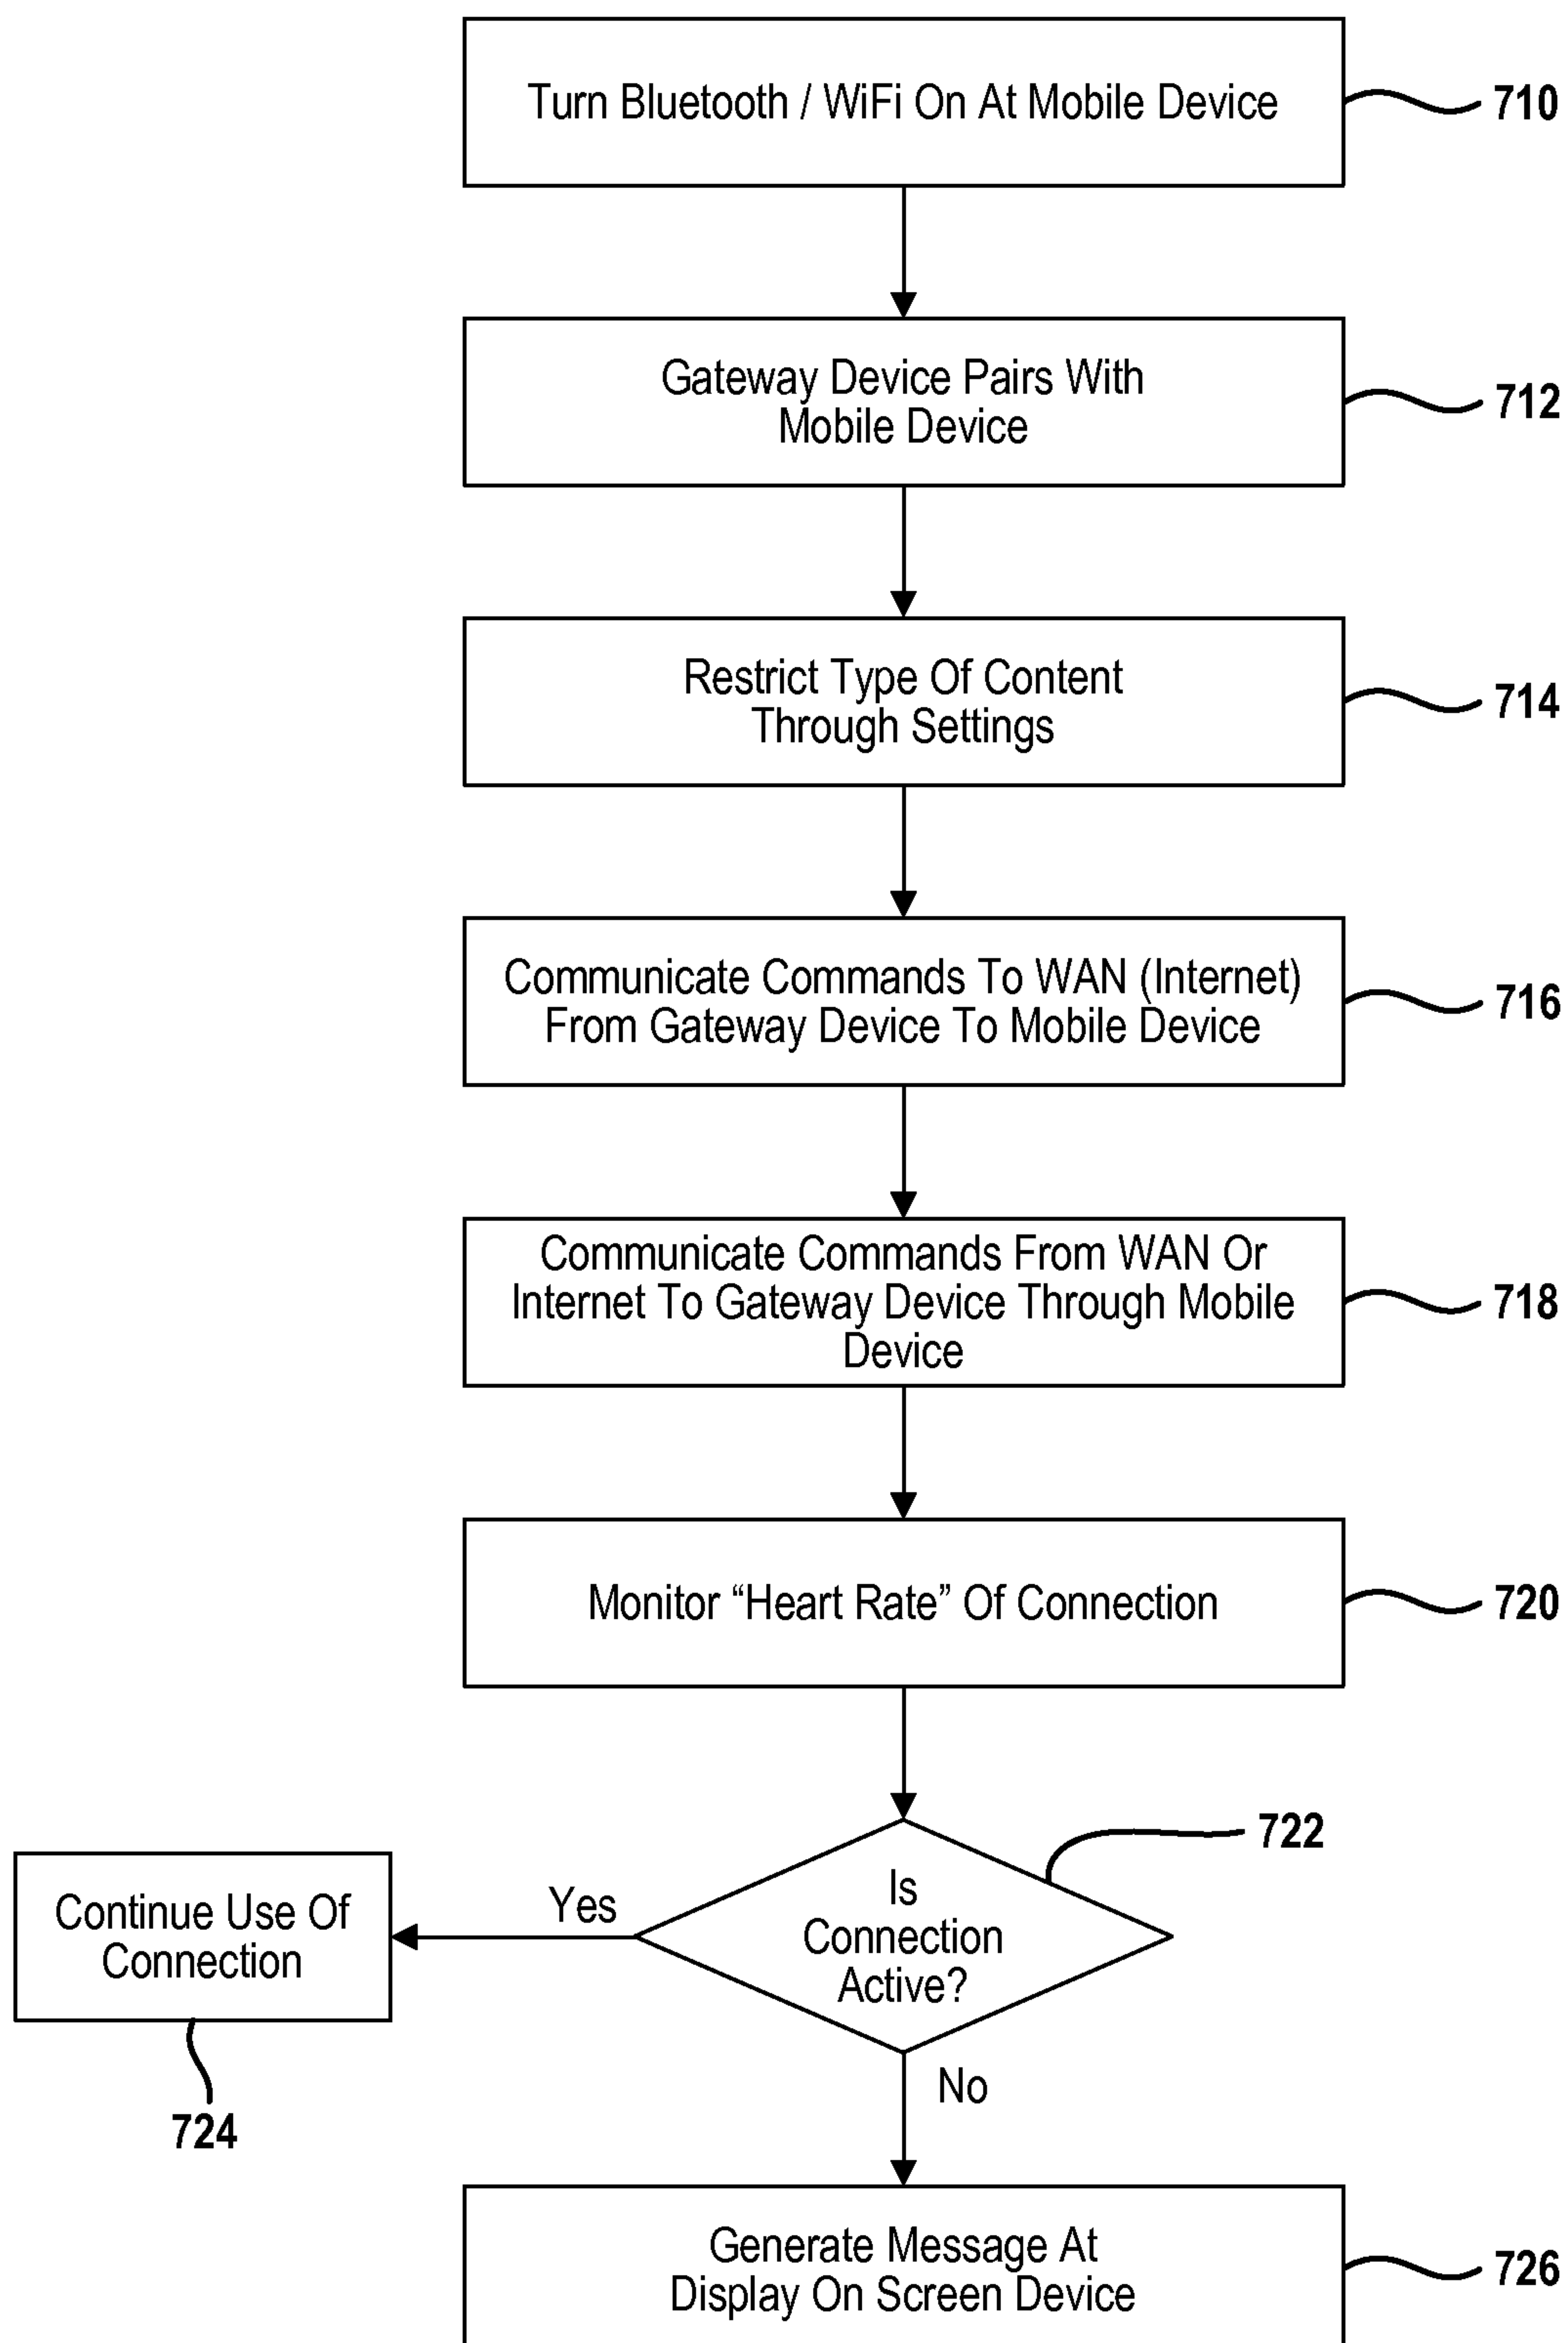 Turn Bluetooth / WiFi On At Mobile Device
710
Gateway Device Pairs With
Mobile Device
712
Restrict Type Of Content
Through Settings
714
Communicate Commands To WAN (Internet)
From Gateway Device To Mobile Device
716
Communicate Commands From WAN Or
Internet To Gateway Device Through Mobile
Device
718
Monitor “Heart Rate” Of Connection
720
Is
Connection
Active?
722
Yes
Continue Use Of
Connection
724
No
Generate Message At
Display On Screen Device
726